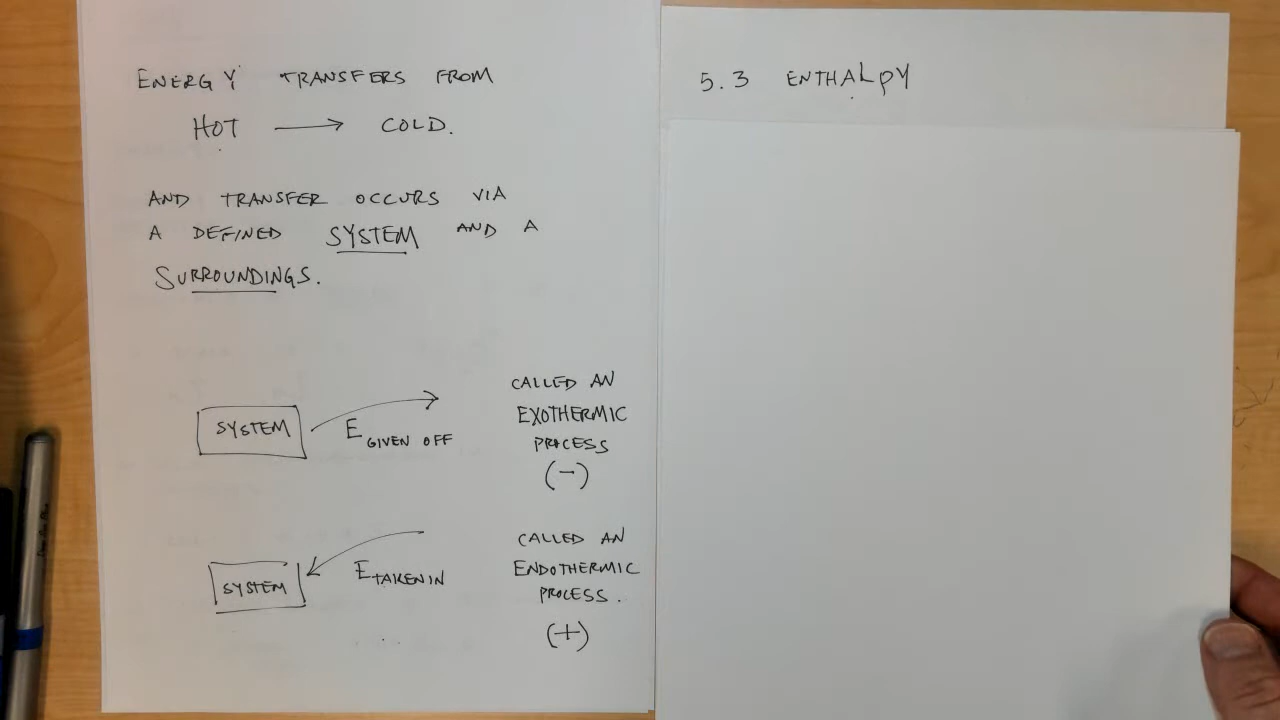 ENERGY TRANSFERS FROM
HOT → COLD.
AND TRANSFER OCCURS VIA
A DEFINED SYSTEM AND A
SURROUNDINGS.
SYSTEM
E GIVEN OFF
CALLED AN
EXOTHERMIC
PROCESS
(−)
SYSTEM
E TAKEN IN
CALLED AN
ENDOTHERMIC
PROCESS.
(+)
5.3 ENTHALPY